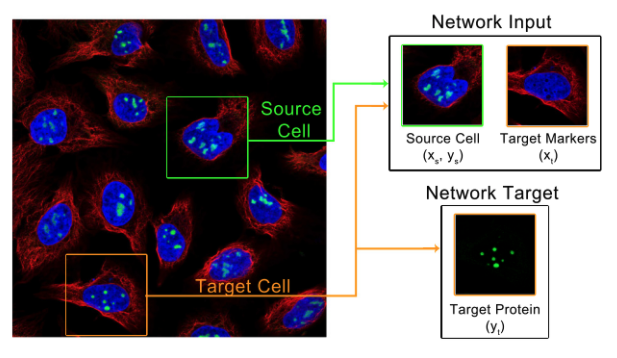 Network Input
Source
Cell
Source Cell
(xs, ys)
Target Markers
(xt)
Network Target
Target Cell
Target Protein
(yt)